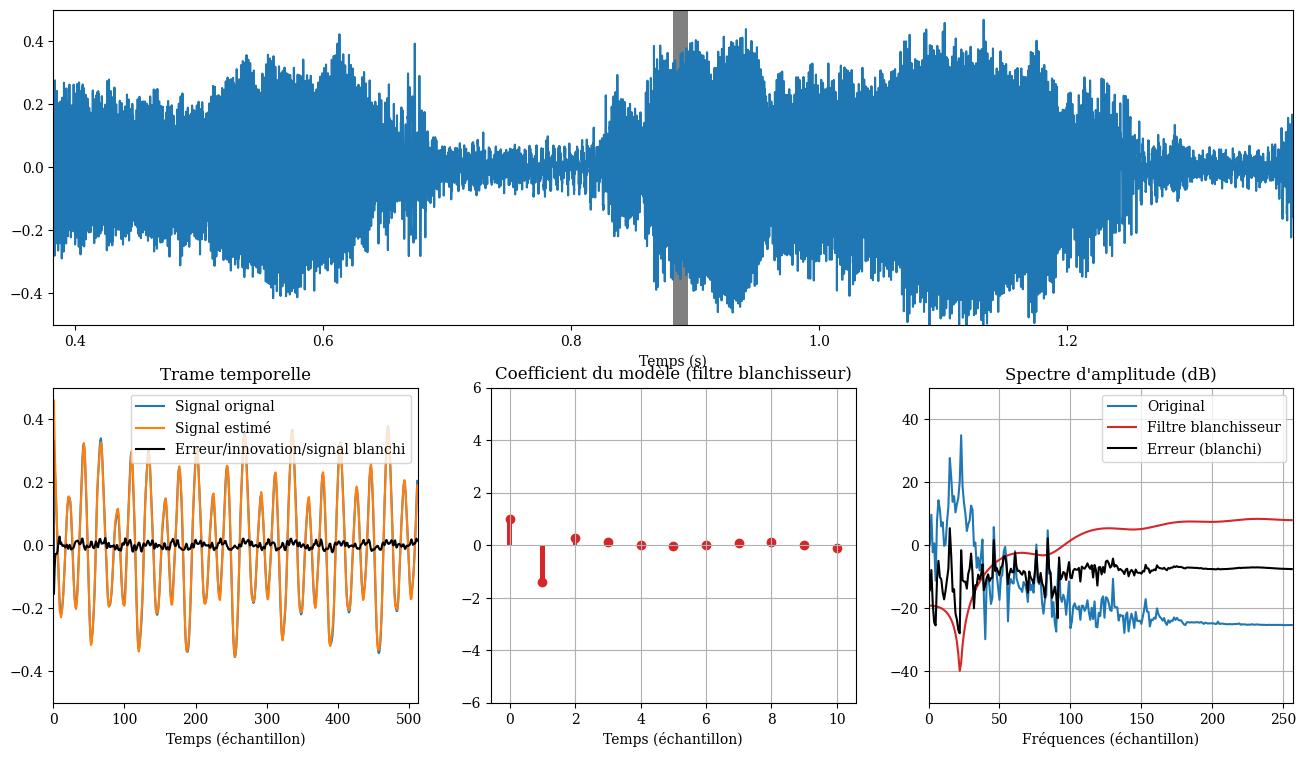 0.4
0.2
0.0
−0.2
−0.4
0.4 0.6 0.8 1.0 1.2
Temps (s)
Trame temporelle
Signal orignal
Signal estimé
Erreur/innovation/signal blanchi
0.4
0.2
0.0
−0.2
−0.4
0 100 200 300 400 500
Temps (échantillon)
Coefficient du modèle (filtre blanchisseur)
6
4
2
0
−2
−4
−6
0 2 4 6 8 10
Temps (échantillon)
Spectre d'amplitude (dB)
Original
Filtre blanchisseur
Erreur (blanchi)
40
20
0
−20
−40
0 50 100 150 200 250
Fréquences (échantillon)